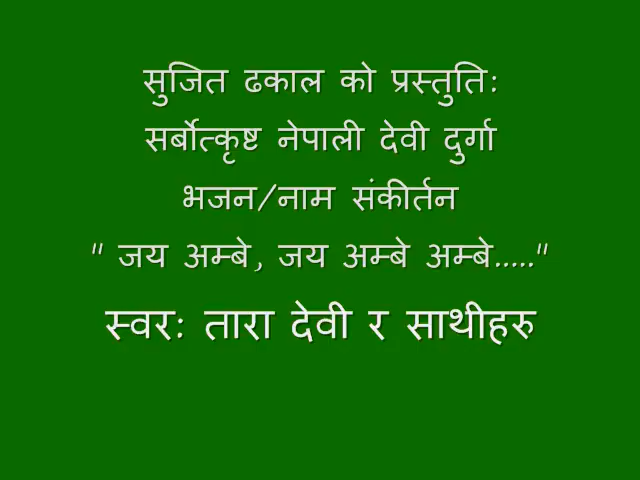 सुजित ढकाल को प्रस्तुतिः
सर्बोत्कृष्ट नेपाली देवी दुर्गा
भजन/नाम संकीर्तन
" जय अम्बे, जय अम्बे अम्बे....."
स्वरः तारा देवी र साथीहरु